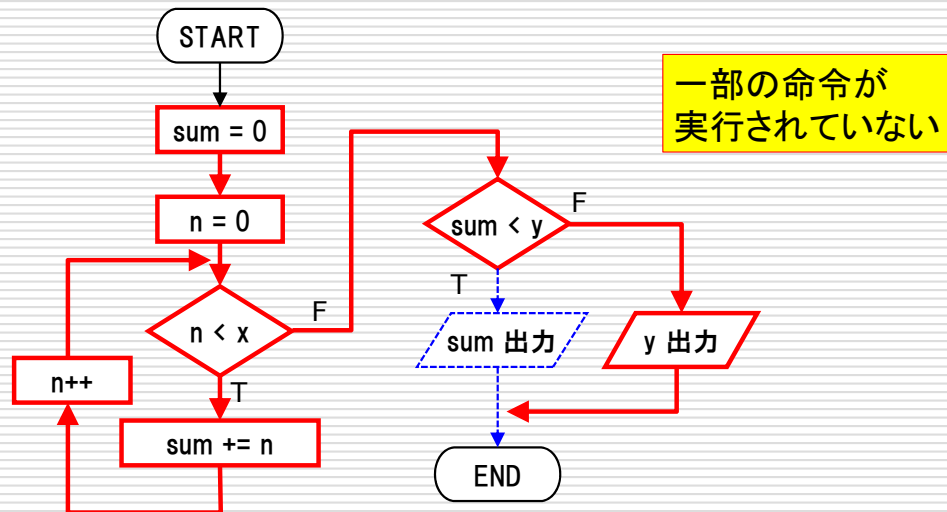 START
一部の命令が
実行されていない
sum = 0
n = 0
sum < y
F
T
n < x
F
T
sum 出力
y 出力
n++
sum += n
END